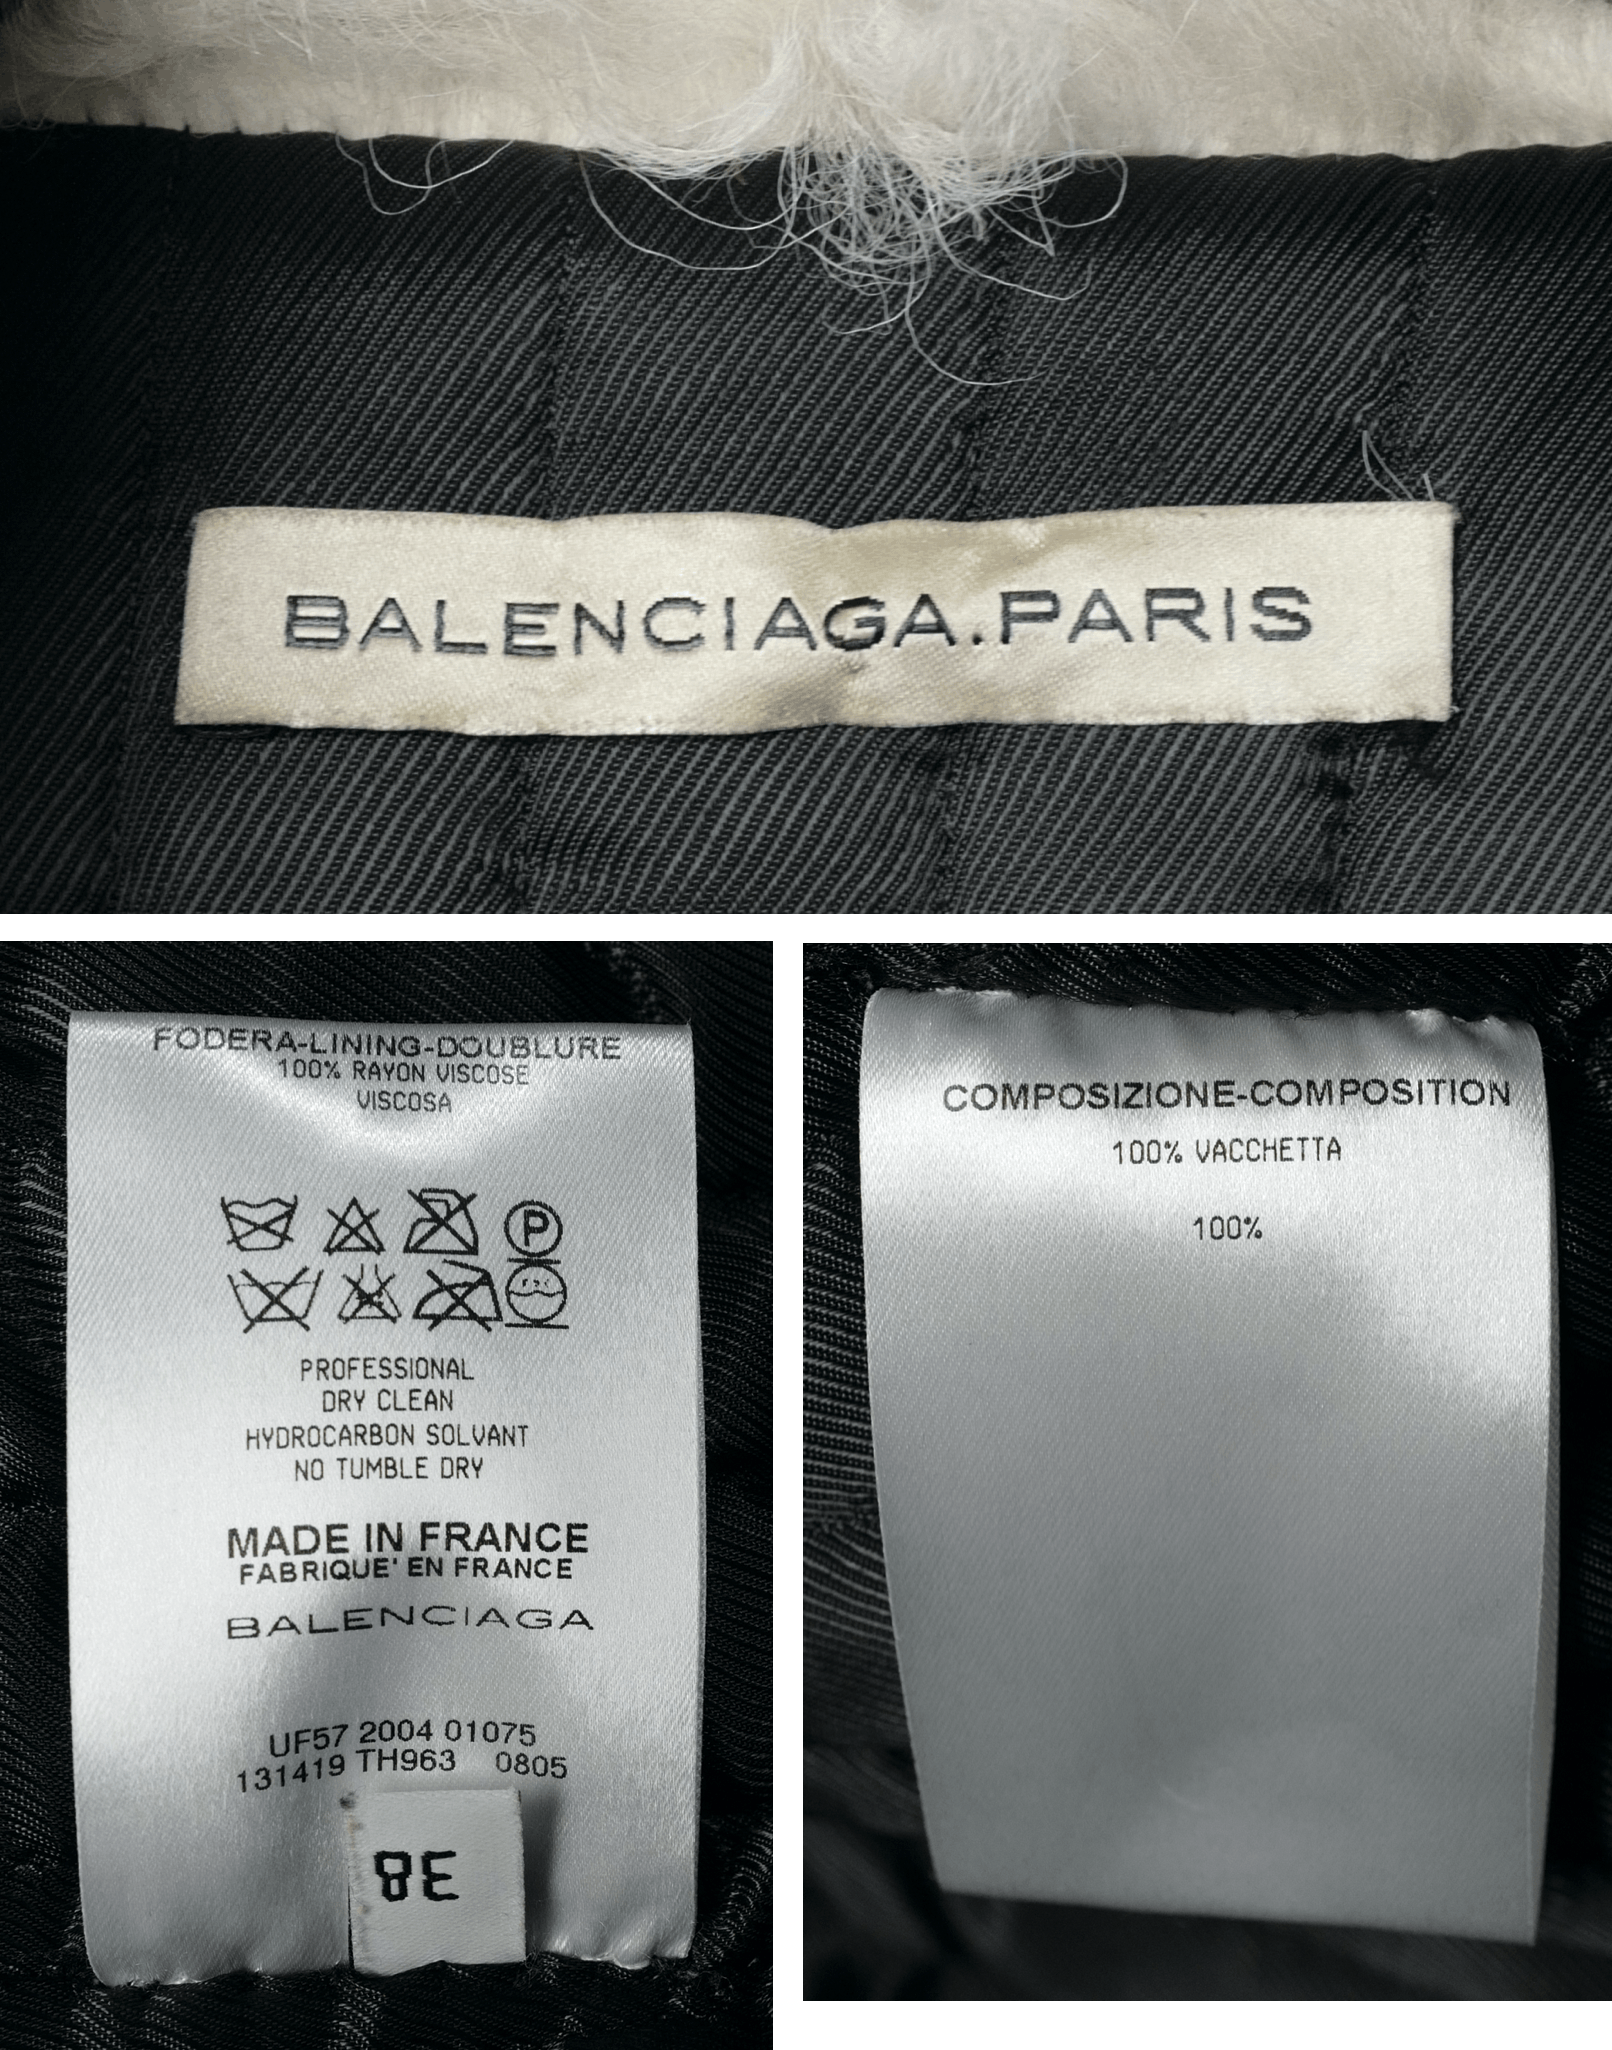 BALENCIAGA.PARIS
FODERA-LINING-DOUBLURE
100% RAYON VISCOSE
VISCOSA
P
PROFESSIONAL
DRY CLEAN
HYDROCARBON SOLVANT
NO TUMBLE DRY
MADE IN FRANCE
FABRIQUE' EN FRANCE
BALENCIAGA
UF57 2004 01075
131419 TH963 0805
38
COMPOSIZIONE-COMPOSITION
100% VACCHETTA
100%